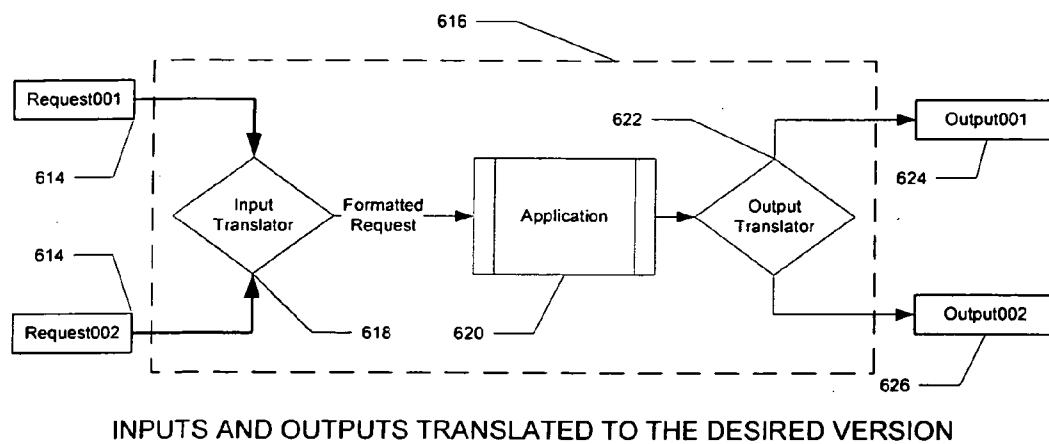 616
Request001
Output001
622
614
624
Input
Translator
Formatted
Request
Application
Output
Translator
614
Request002
618
620
Output002
626
INPUTS AND OUTPUTS TRANSLATED TO THE DESIRED VERSION